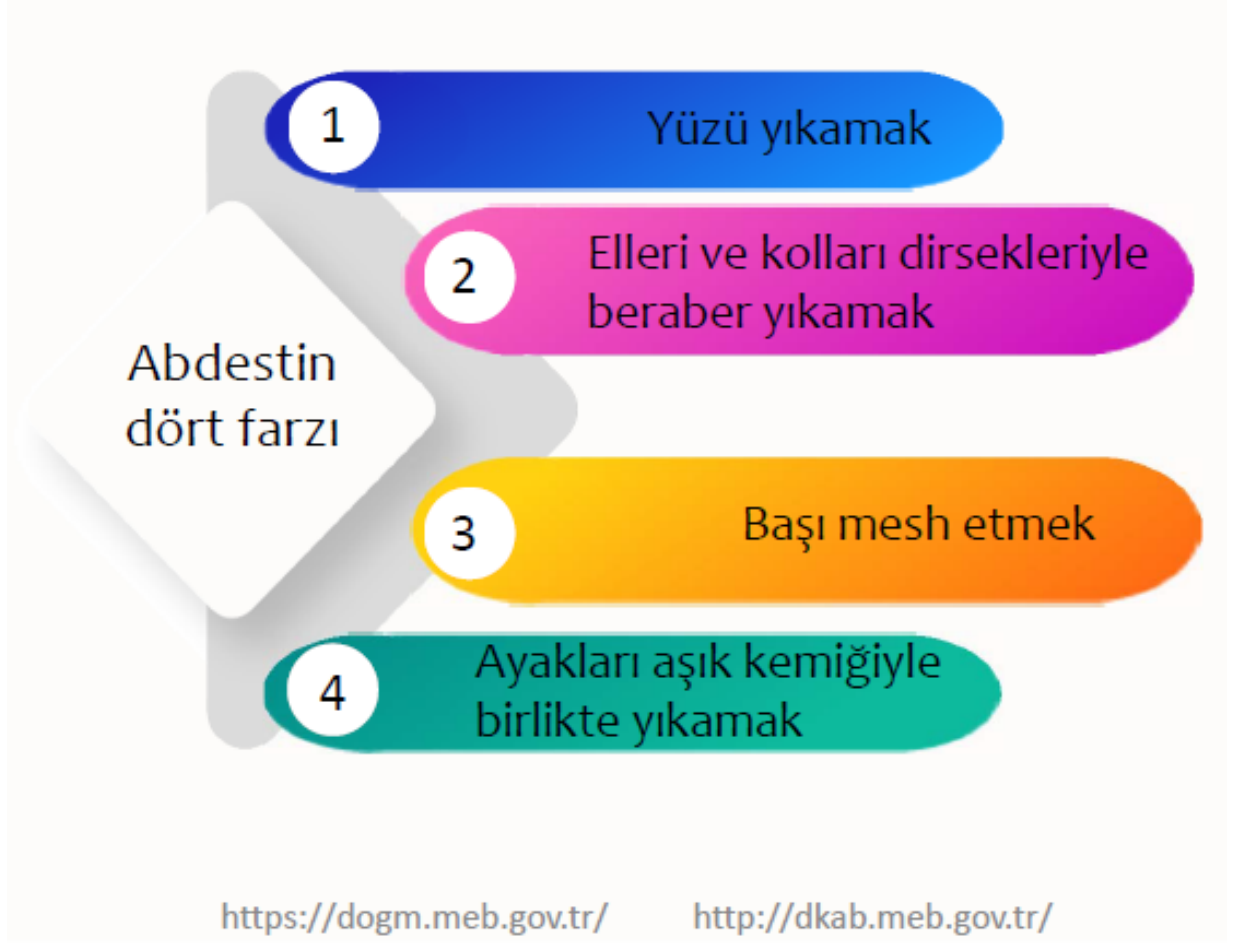 Abdestin
dört farzı
1
Yüzü yıkamak
2
Elleri ve kolları dirsekleriyle
beraber yıkamak
3
Başı mesh etmek
4
Ayakları aşık kemiğiyle
birlikte yıkamak
https://dogm.meb.gov.tr/
http://dkab.meb.gov.tr/